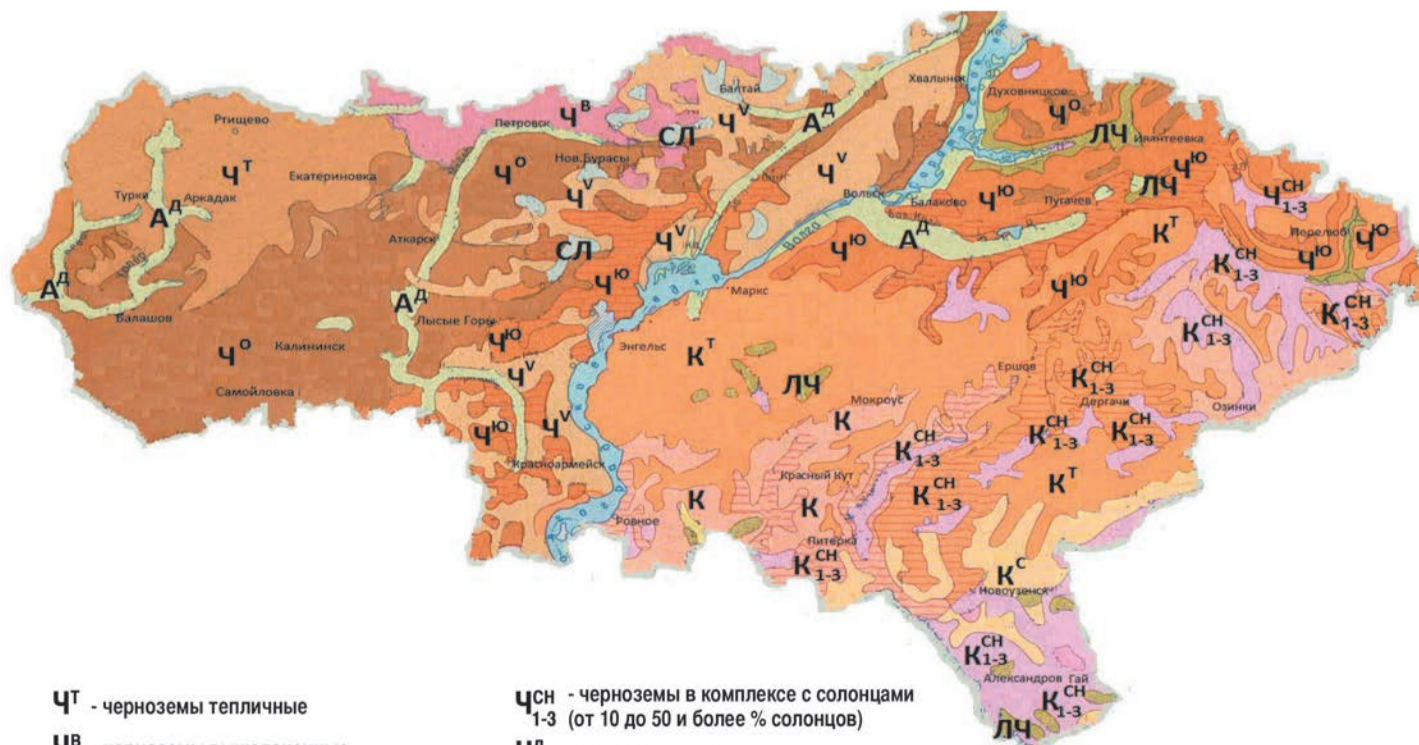 Хвалынск
Балтай
Духовницкое
Ртищево
Ч^В
Петровск
Ч^V
А^Д
Ч^О
СЛ
ЛЧ
Ивантеевка
Ч^Т
Екатериновка
Ч^О
Нов.Бурасы
Ч^V
Ч^V
Вольск
Балаково
Ч^Ю
Пугачев
ЛЧ
Ч^Ю
Ч^СН 1-3
Турки
Аркадак
А^Д
Аткарск
СЛ
Ч^V
Волга
Ч^Ю
А^Д
К^Т
Перелюб
Ч^Ю
Ч^Ю
Хопер
А^Д
Балашов
А^Д
Лысые Горы
Ч^Ю
Маркс
Ч^Ю
К^СН 1-3
К^СН 1-3
К^СН 1-3
Ч^О
Калининск
Ч^Ю
Энгельс
К^Т
Самойловка
Ч^V
ЛЧ
Ершов
К^СН 1-3
Дергачи
Озинки
Мокроус
К
Ч^Ю
Ч^V
К^СН 1-3
К^СН 1-3
К^СН 1-3
Красноармейск
Красный Кут
К^СН 1-3
К^Т
К
К
Ровное
Питерка
К^СН 1-3
К^С
Новоузенск
К^СН 1-3
Александров Гай
К^СН 1-3
ЛЧ
Ч^Т - черноземы тепличные
Ч^СН 1-3 - черноземы в комплексе с солонцами
(от 10 до 50 и более % солонцов)